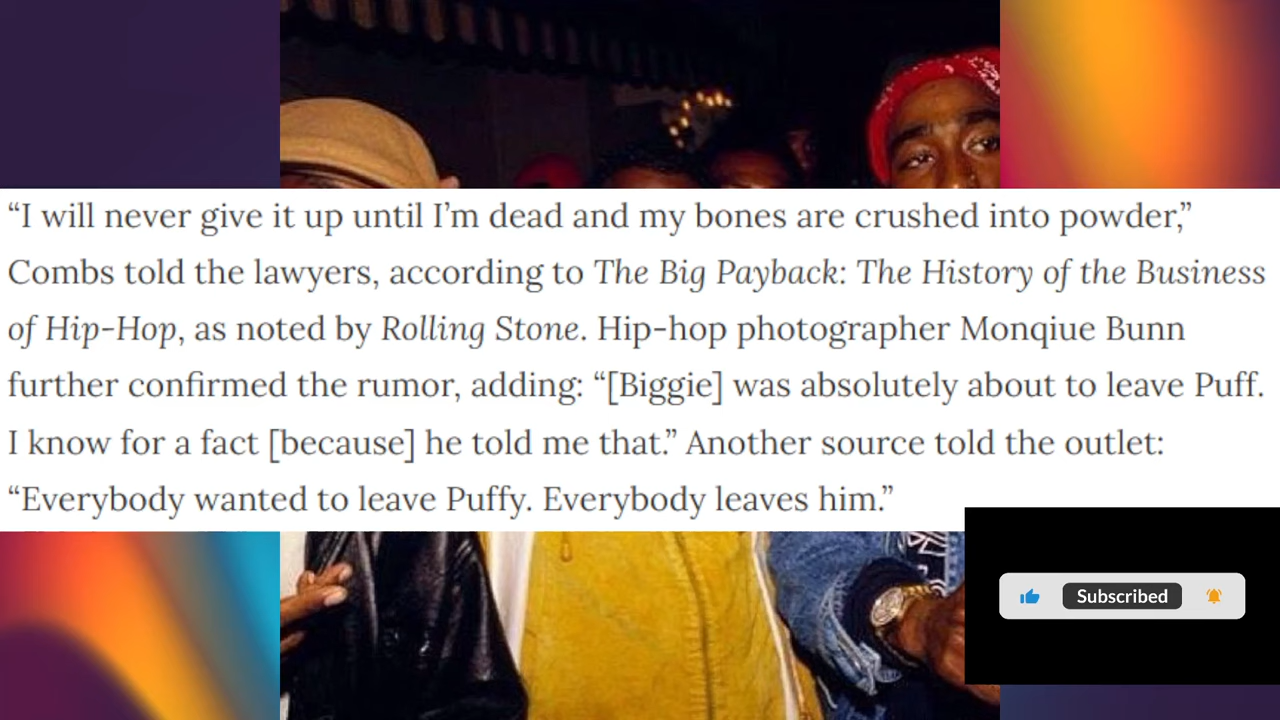 “I will never give it up until I’m dead and my bones are crushed into powder,”
Combs told the lawyers, according to The Big Payback: The History of the Business
of Hip-Hop, as noted by Rolling Stone. Hip-hop photographer Monqiue Bunn
further confirmed the rumor, adding: “[Biggie] was absolutely about to leave Puff.
I know for a fact [because] he told me that.” Another source told the outlet:
“Everybody wanted to leave Puffy. Everybody leaves him.”
Subscribed